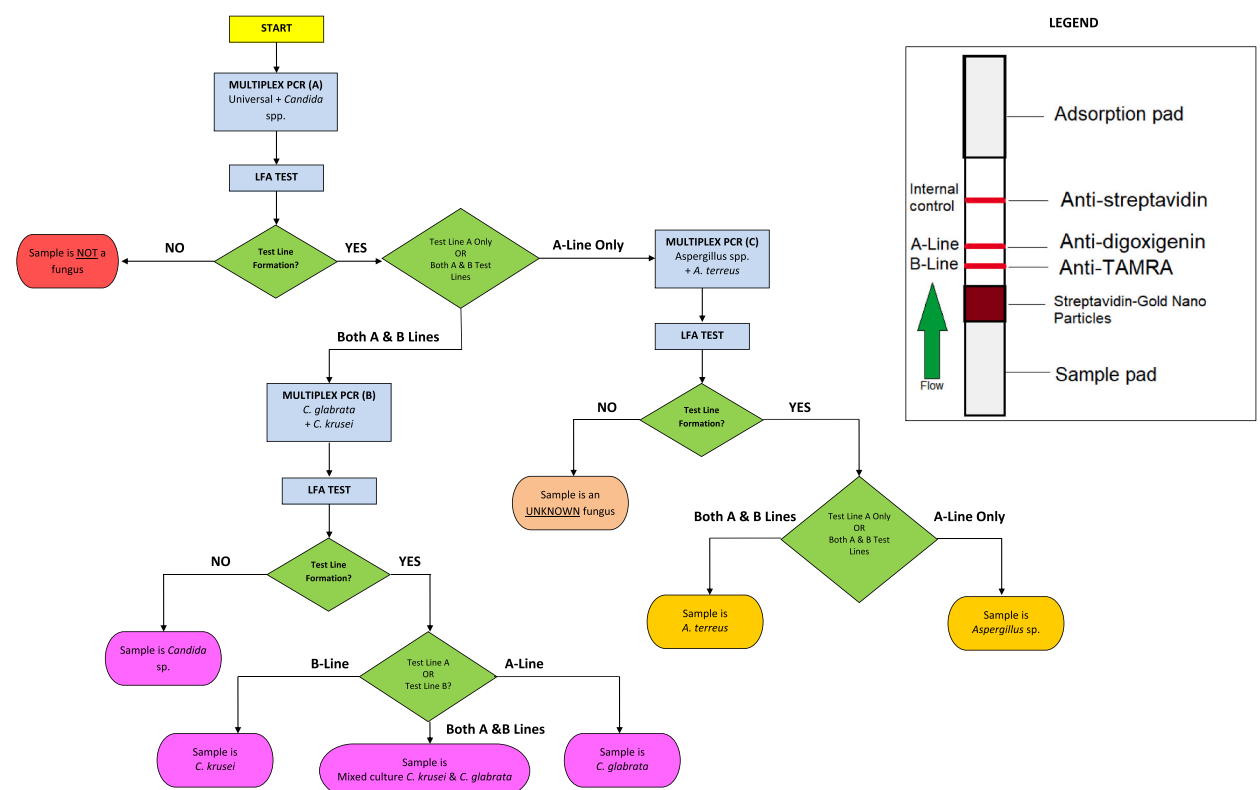 START
LEGEND
MULTIPLEX PCR (A)
Universal + Candida
spp.
LFA TEST
Test Line
Formation?
NO
YES
Sample is NOT a
fungus
Test Line A Only
OR
Both A & B Test
Lines
A-Line Only
MULTIPLEX PCR (C)
Aspergillus spp.
+ A. terreus
LFA TEST
Test Line
Formation?
NO
YES
Sample is an
UNKNOWN fungus
Test Line A Only
OR
Both A & B Test
Lines
Both A & B Lines
A-Line Only
Sample is
A. terreus
Sample is
Aspergillus sp.
Both A & B Lines
MULTIPLEX PCR (B)
C. glabrata
+ C. krusei
LFA TEST
Test Line
Formation?
NO
YES
Sample is Candida
sp.
Test Line A
OR
Test Line B?
B-Line
A-Line
Both A &B Lines
Sample is
C. krusei
Sample is
Mixed culture C. krusei & C. glabrata
Sample is
C. glabrata
Adsorption pad
Internal
control
Anti-streptavidin
A-Line
Anti-digoxigenin
B-Line
Anti-TAMRA
Streptavidin-Gold Nano
Particles
Flow
Sample pad